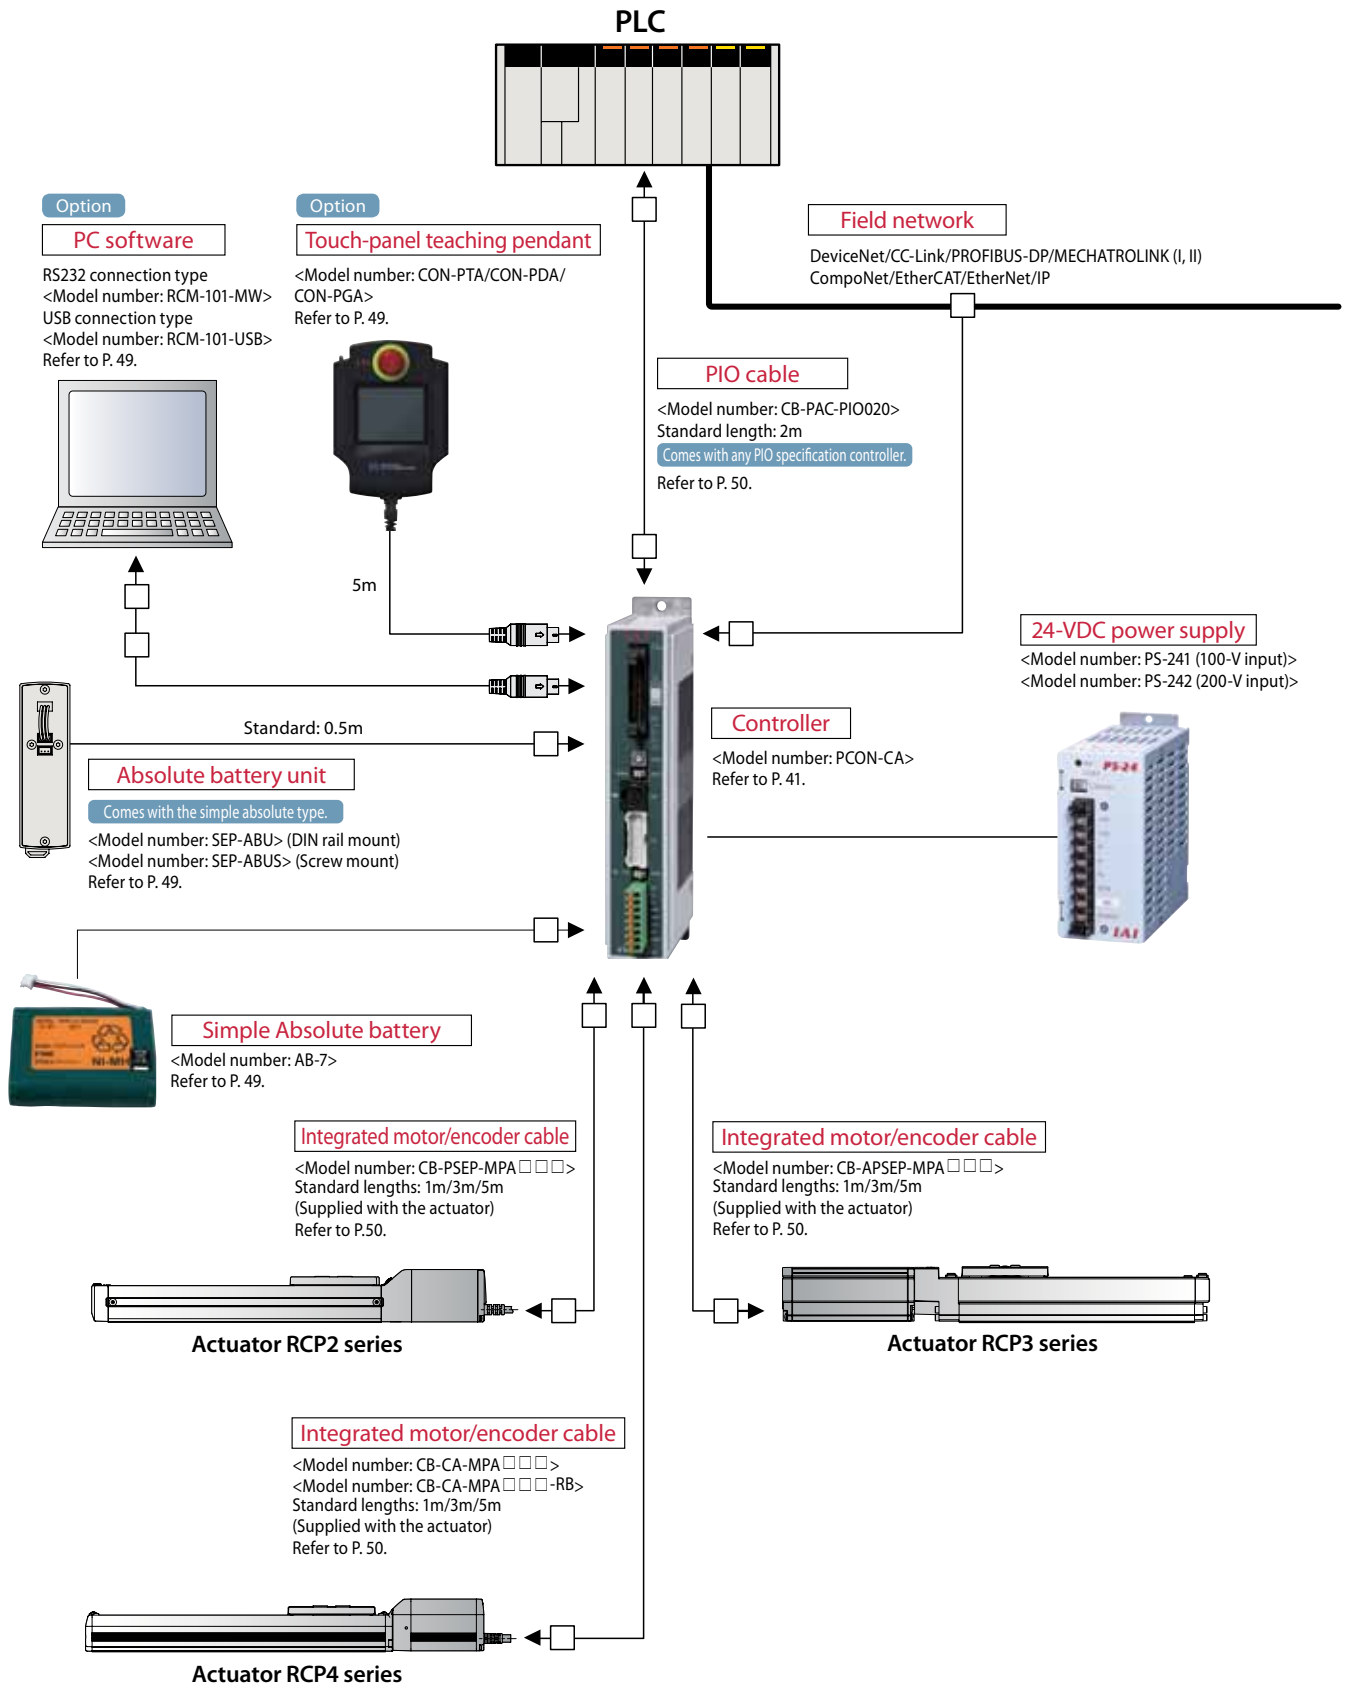 PLC
Option
PC software
RS232 connection type
<Model number: RCM-101-MW>
USB connection type
<Model number: RCM-101-USB>
Refer to P. 49.
Option
Touch-panel teaching pendant
<Model number: CON-PTA/CON-PDA/
CON-PGA>
Refer to P. 49.
Field network
DeviceNet/CC-Link/PROFIBUS-DP/MECHATROLINK (I, II)
CompoNet/EtherCAT/EtherNet/IP
PIO cable
<Model number: CB-PAC-PIO020>
Standard length: 2m
Comes with any PIO specification controller.
Refer to P. 50.
5m
24-VDC power supply
<Model number: PS-241 (100-V input)>
<Model number: PS-242 (200-V input)>
PS-24
IAI
Controller
<Model number: PCON-CA>
Refer to P. 41.
Standard: 0.5m
Absolute battery unit
Comes with the simple absolute type.
<Model number: SEP-ABU> (DIN rail mount)
<Model number: SEP-ABUS> (Screw mount)
Refer to P. 49.
NI-MH
Simple Absolute battery
<Model number: AB-7>
Refer to P. 49.
Integrated motor/encoder cable
<Model number: CB-PSEP-MPA□□□>
Standard lengths: 1m/3m/5m
(Supplied with the actuator)
Refer to P.50.
Integrated motor/encoder cable
<Model number: CB-APSEP-MPA□□□>
Standard lengths: 1m/3m/5m
(Supplied with the actuator)
Refer to P. 50.
Actuator RCP2 series
Actuator RCP3 series
Integrated motor/encoder cable
<Model number: CB-CA-MPA□□□>
<Model number: CB-CA-MPA□□□-RB>
Standard lengths: 1m/3m/5m
(Supplied with the actuator)
Refer to P. 50.
Actuator RCP4 series